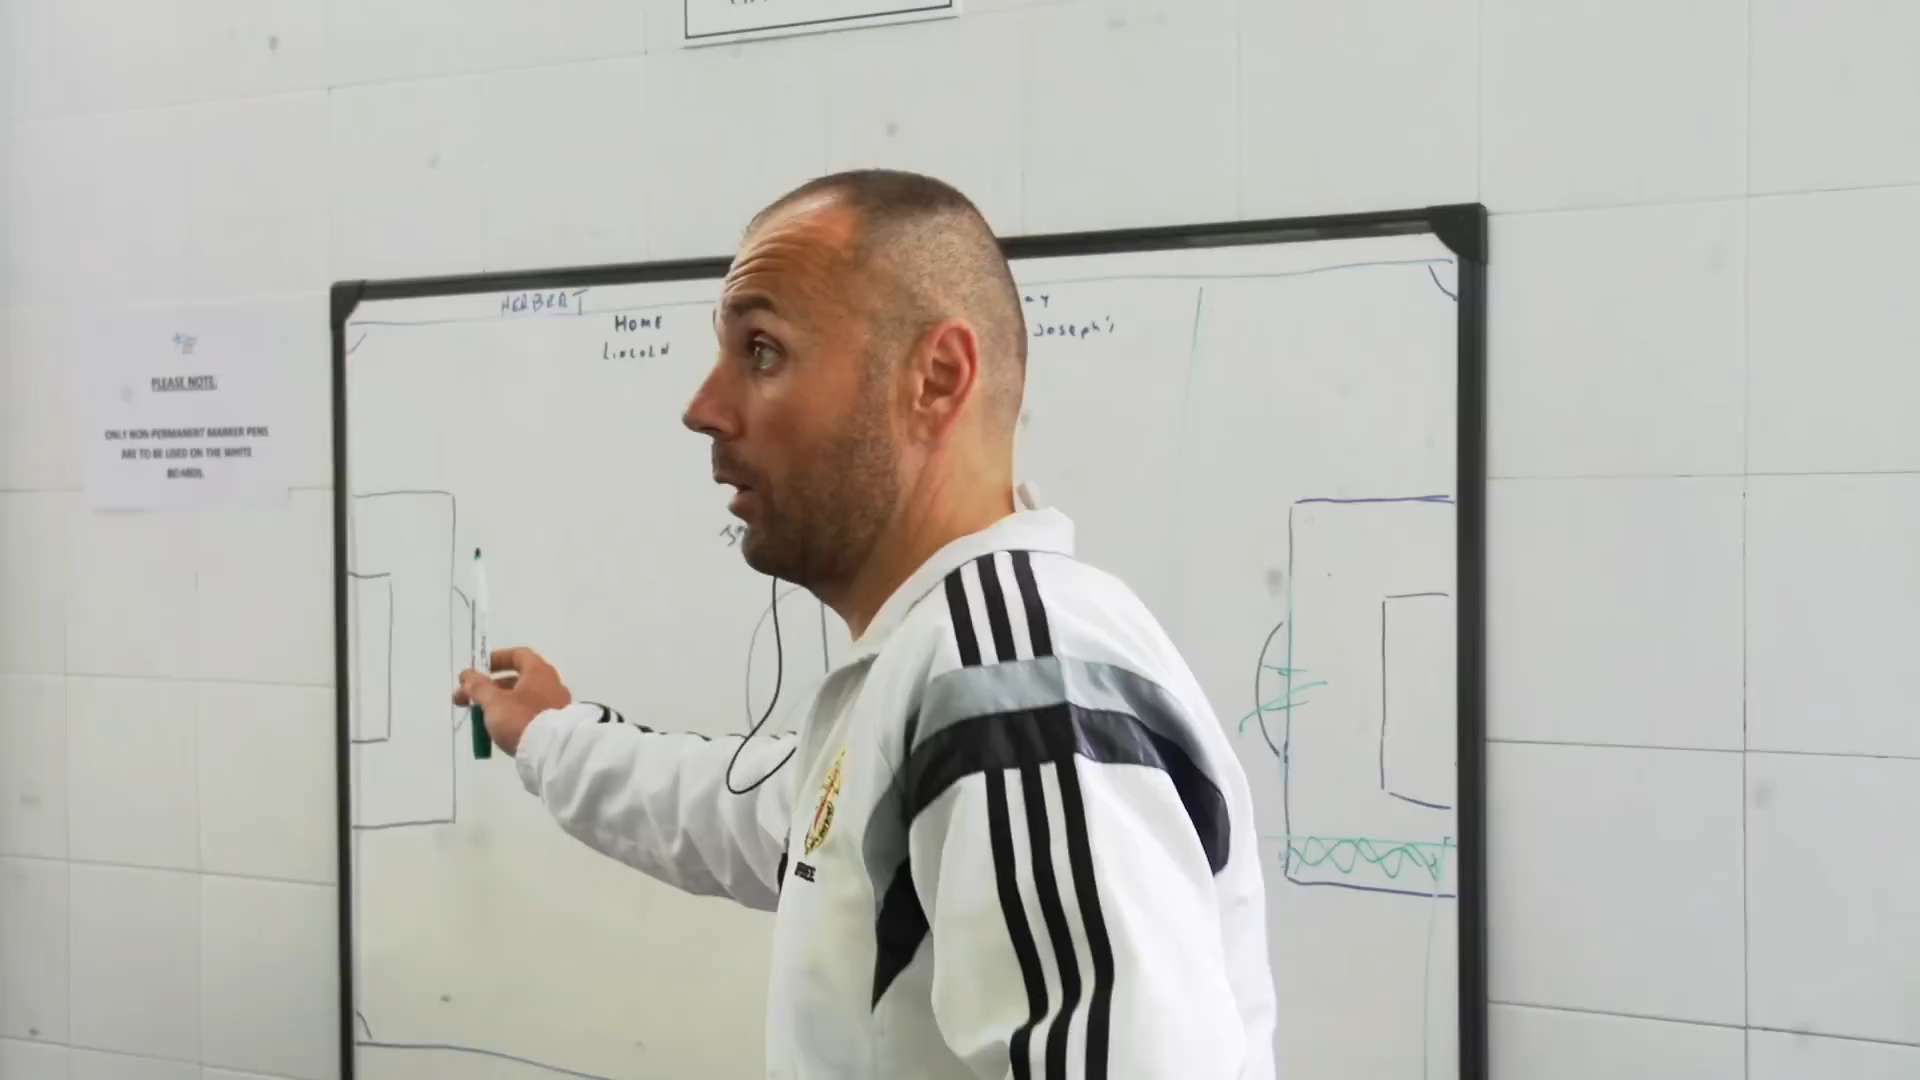 HERBERT
HOME
LINCOLN
Joseph's
PLEASE NOTE:
ONLY NON-PERMANENT MARKER PENS
ARE TO BE USED ON THE WHITE
BOARDS.